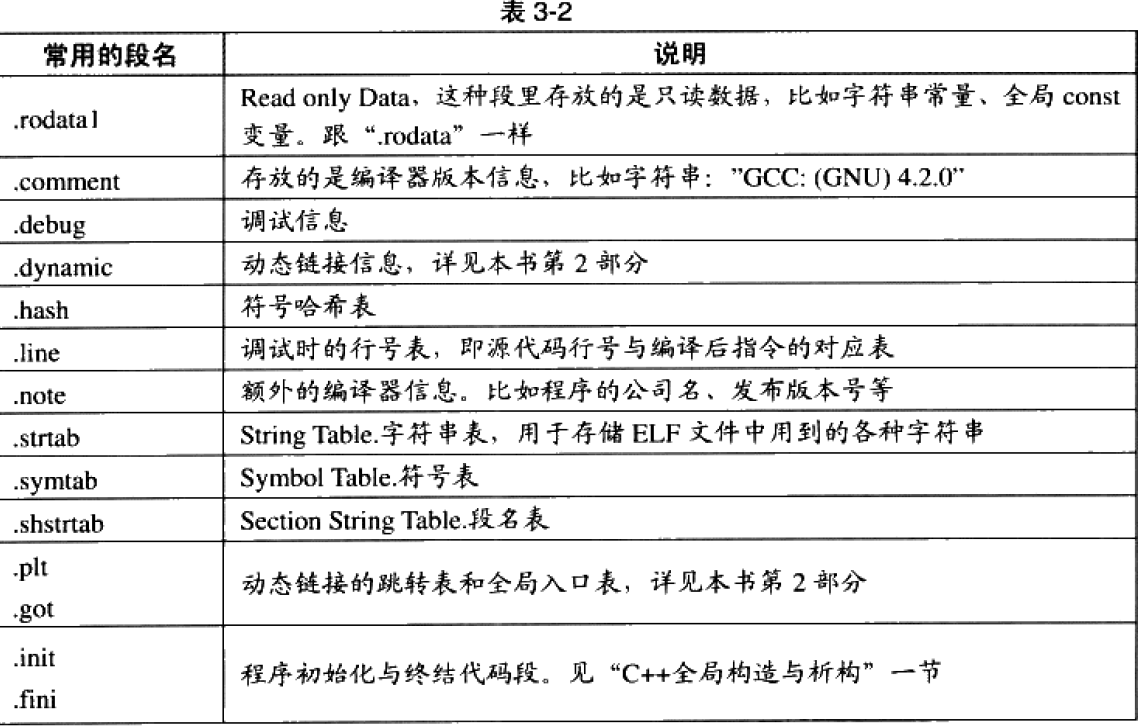 表 3-2
常用的段名 说明
.rodata1
Read only Data，这种段里存放的是只读数据，比如字符串常量、全局 const
变量。跟“.rodata”一样
.comment 存放的是编译器版本信息，比如字符串：”GCC: (GNU) 4.2.0”
.debug 调试信息
.dynamic 动态链接信息，详见本书第 2 部分
.hash 符号哈希表
.line 调试时的行号表，即源代码行号与编译后指令的对应表
.note 额外的编译器信息。比如程序的公司名、发布版本号等
.strtab String Table.字符串表，用于存储 ELF 文件中用到的各种字符串
.symtab Symbol Table.符号表
.shstrtab Section String Table.段名表
.plt
.got
动态链接的跳转表和全局入口表，详见本书第 2 部分
.init
.fini
程序初始化与终结代码段。见“C++全局构造与析构”一节